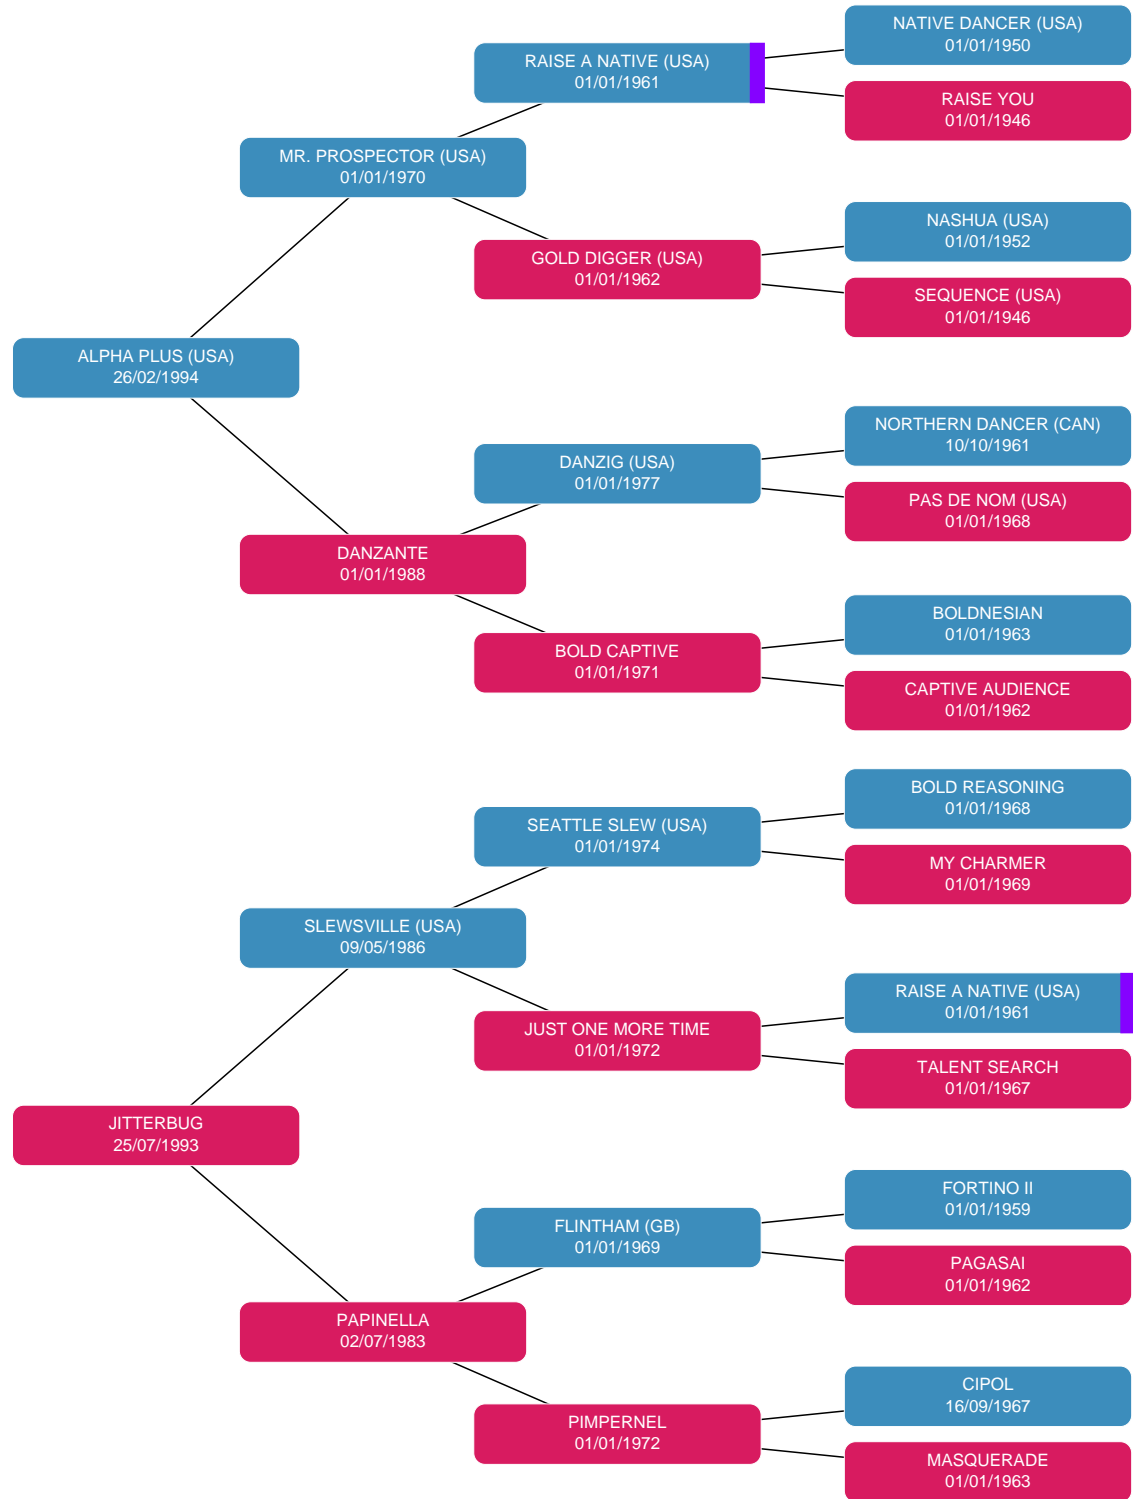 NATIVE DANCER (USA)
01/01/1950
RAISE A NATIVE (USA)
01/01/1961
RAISE YOU
01/01/1946
MR. PROSPECTOR (USA)
01/01/1970
NASHUA (USA)
01/01/1952
GOLD DIGGER (USA)
01/01/1962
SEQUENCE (USA)
01/01/1946
ALPHA PLUS (USA)
26/02/1994
NORTHERN DANCER (CAN)
10/10/1961
DANZIG (USA)
01/01/1977
PAS DE NOM (USA)
01/01/1968
DANZANTE
01/01/1988
BOLDNESIAN
01/01/1963
BOLD CAPTIVE
01/01/1971
CAPTIVE AUDIENCE
01/01/1962
BOLD REASONING
01/01/1968
SEATTLE SLEW (USA)
01/01/1974
MY CHARMER
01/01/1969
SLEWSVILLE (USA)
09/05/1986
RAISE A NATIVE (USA)
01/01/1961
JUST ONE MORE TIME
01/01/1972
TALENT SEARCH
01/01/1967
JITTERBUG
25/07/1993
FORTINO II
01/01/1959
FLINTHAM (GB)
01/01/1969
PAGASAI
01/01/1962
PAPINELLA
02/07/1983
CIPOL
16/09/1967
PIMPERNEL
01/01/1972
MASQUERADE
01/01/1963